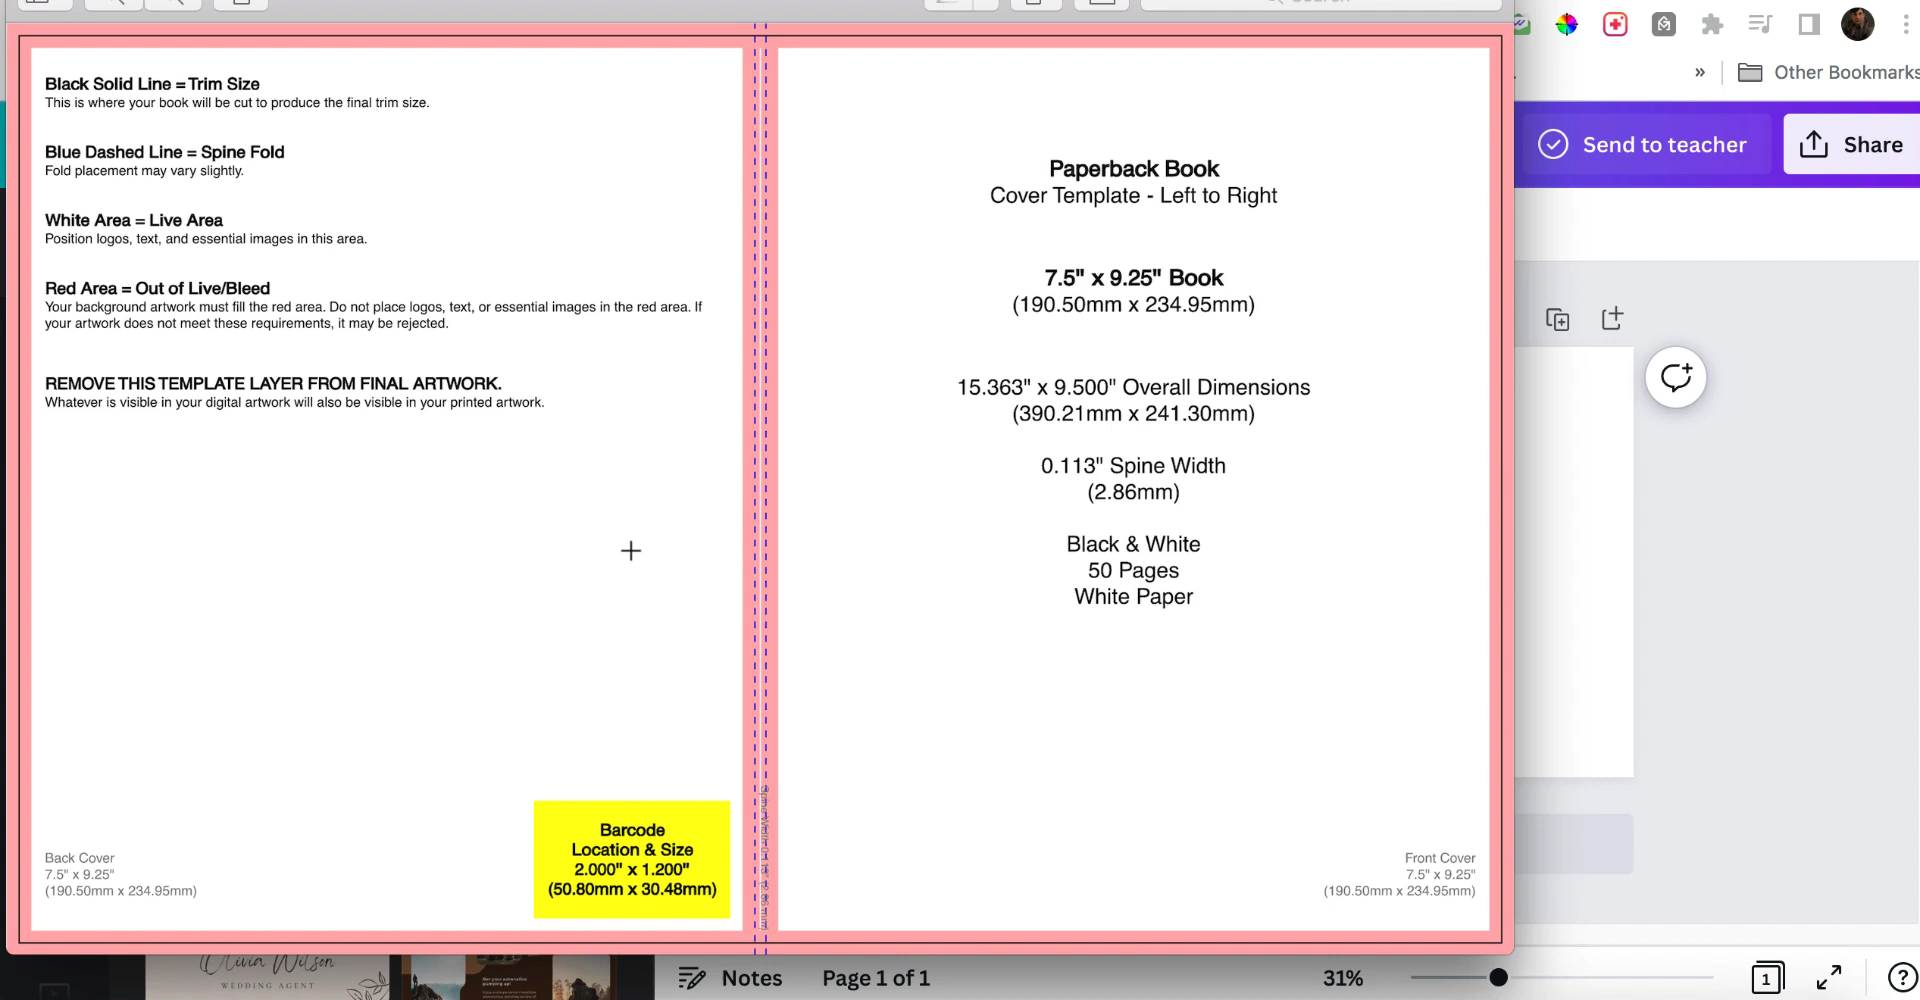 Search
Black Solid Line = Trim Size
This is where your book will be cut to produce the final trim size.
Blue Dashed Line = Spine Fold
Fold placement may vary slightly.
White Area = Live Area
Position logos, text, and essential images in this area.
Red Area = Out of Live/Bleed
Your background artwork must fill the red area. Do not place logos, text, or essential images in the red area. If
your artwork does not meet these requirements, it may be rejected.
REMOVE THIS TEMPLATE LAYER FROM FINAL ARTWORK.
Whatever is visible in your digital artwork will also be visible in your printed artwork.
Back Cover
7.5" x 9.25"
(190.50mm x 234.95mm)
Barcode
Location & Size
2.000" x 1.200"
(50.80mm x 30.48mm)
Paperback Book
Cover Template - Left to Right
7.5" x 9.25" Book
(190.50mm x 234.95mm)
15.363" x 9.500" Overall Dimensions
(390.21mm x 241.30mm)
0.113" Spine Width
(2.86mm)
Black & White
50 Pages
White Paper
Front Cover
7.5" x 9.25"
(190.50mm x 234.95mm)
» Other Bookmarks
Send to teacher
Share
Olivia Wilson
WEDDING AGENT
Get your adrenaline
pumping up!
Notes
Page 1 of 1
31%
1
?